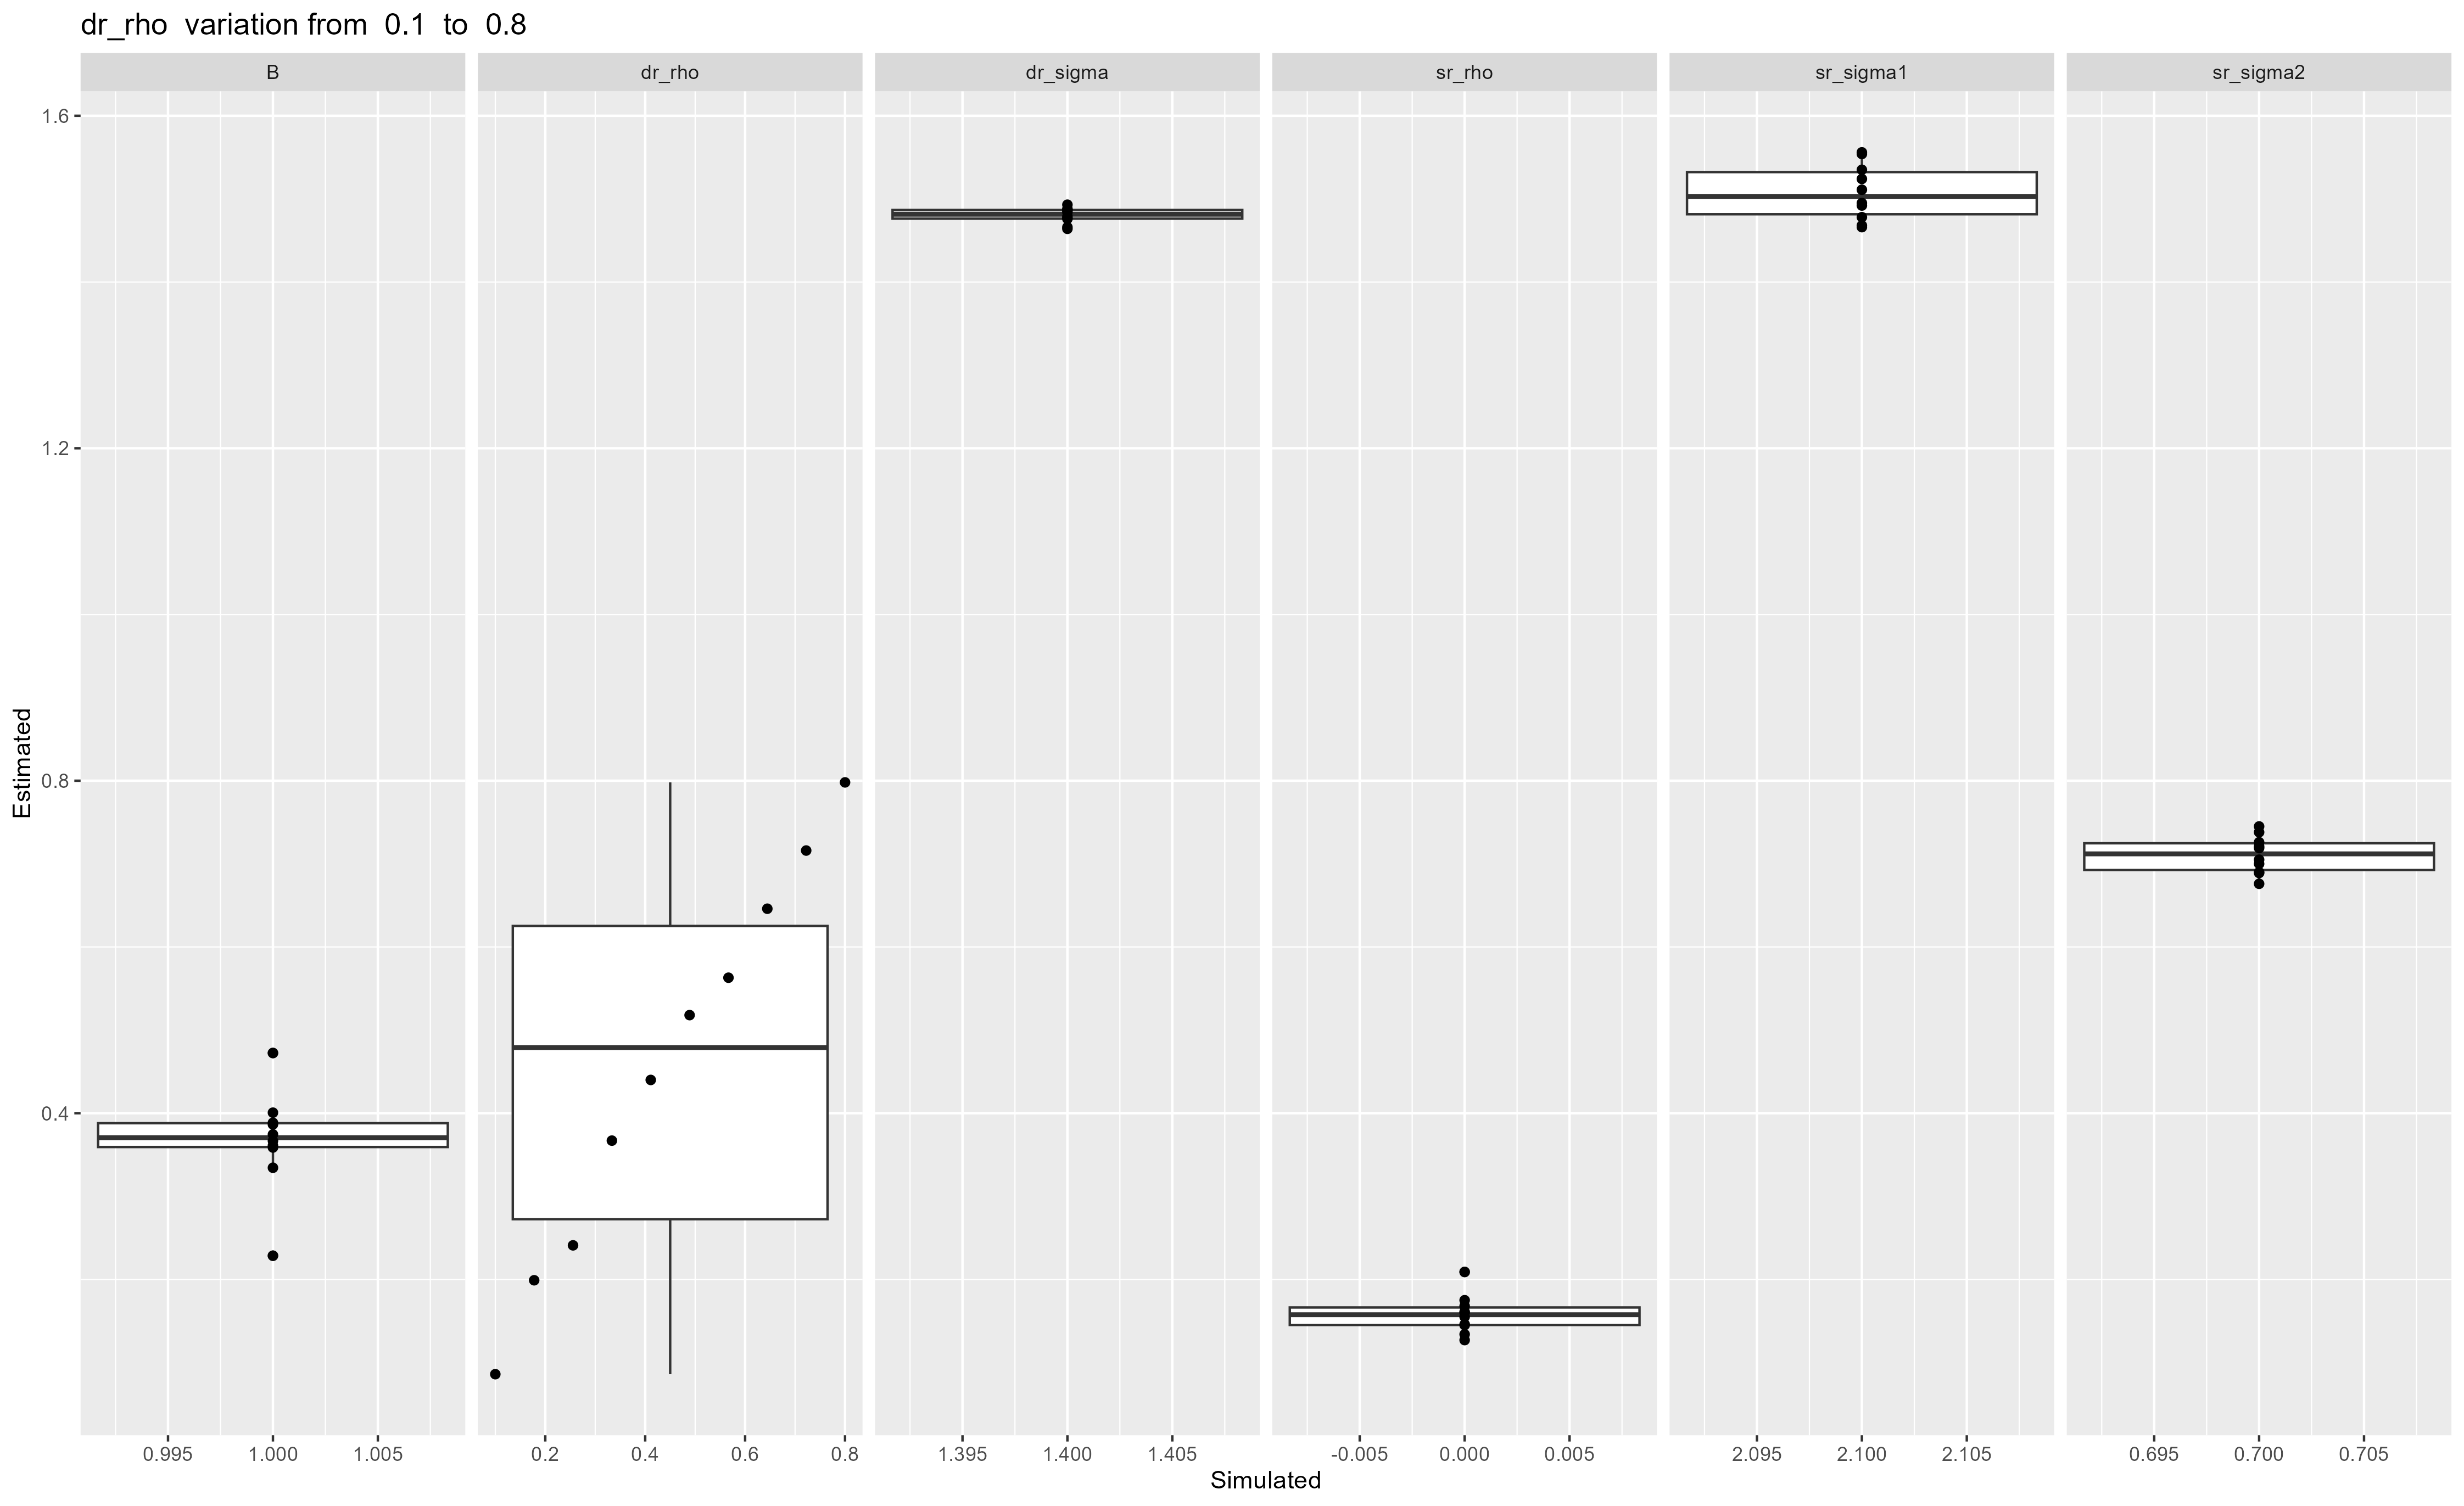 dr_rho variation from 0.1 to 0.8
B dr_rho dr_sigma sr_rho sr_sigma1 sr_sigma2
1.6
1.2
0.8
0.4
Estimated
0.995 1.000 1.005 0.2 0.4 0.6 0.8 1.395 1.400 1.405 -0.005 0.000 0.005 2.095 2.100 2.105 0.695 0.700 0.705
Simulated